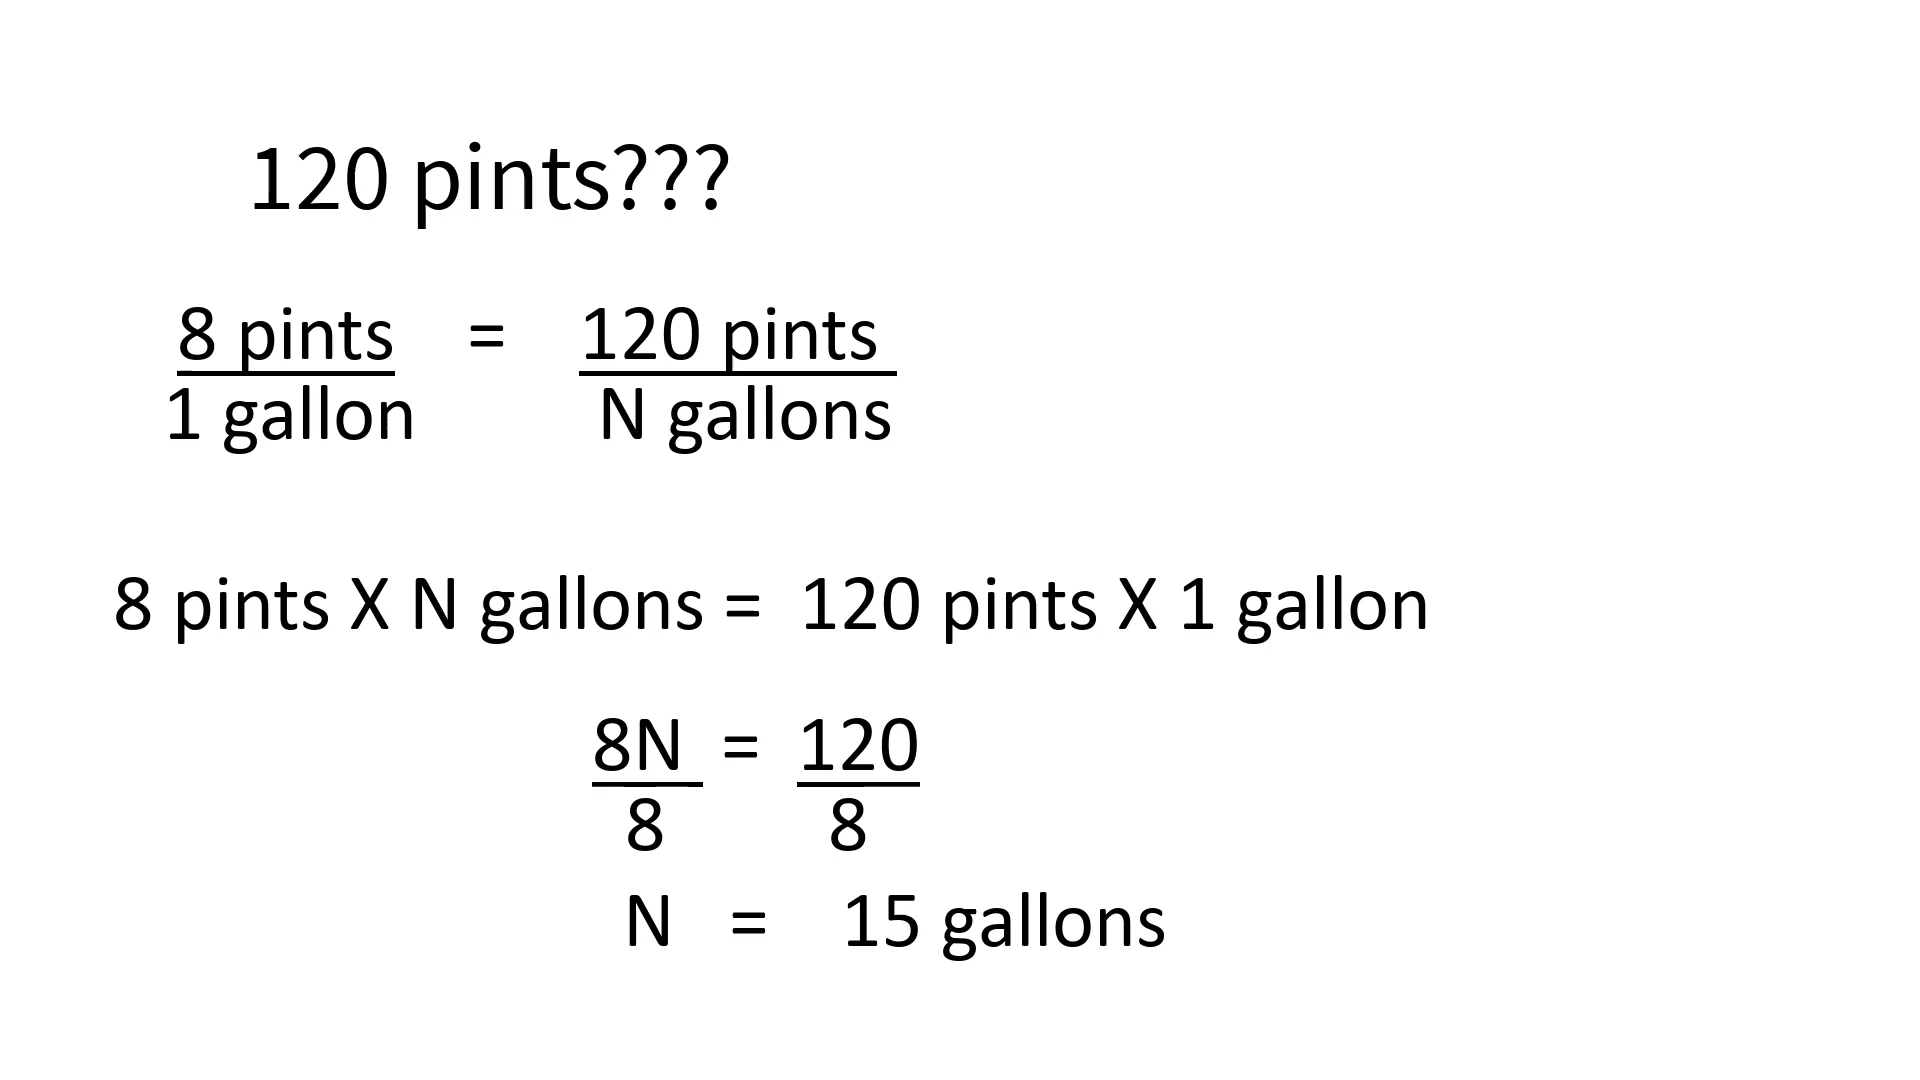 120 pints???
8 pints = 120 pints
1 gallon N gallons
8 pints X N gallons = 120 pints X 1 gallon
8N = 120
8 8
N = 15 gallons